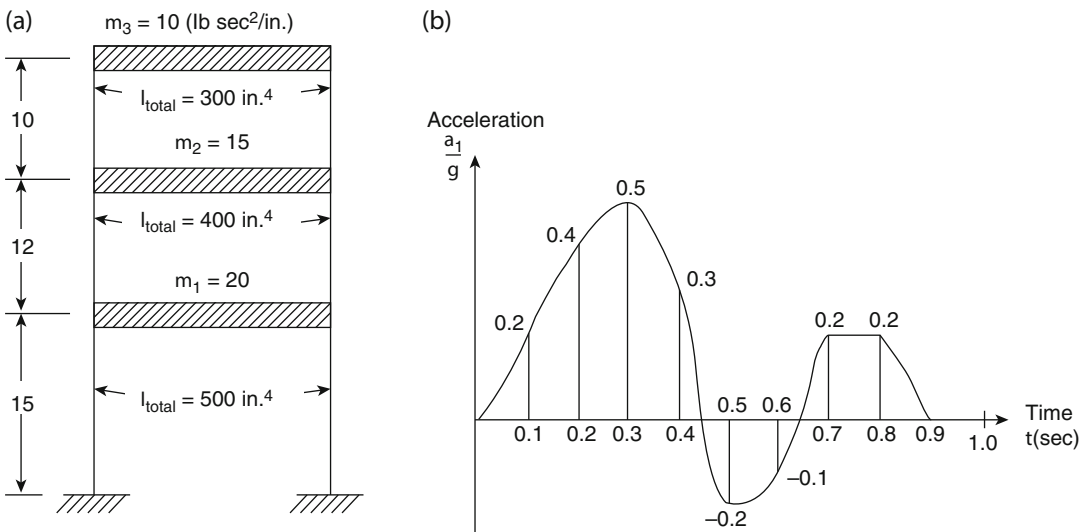 (a)
m₃ = 10 (lb sec²/in.)
I_total = 300 in.⁴
10
m₂ = 15
I_total = 400 in.⁴
12
m₁ = 20
15
I_total = 500 in.⁴
(b)
Acceleration
a₁/g
0.5
0.4
0.3
0.2
0.2
0.2
0.5
0.6
Time
t(sec)
0.1
0.2
0.3
0.4
0.7
0.8
0.9
1.0
–0.1
–0.2